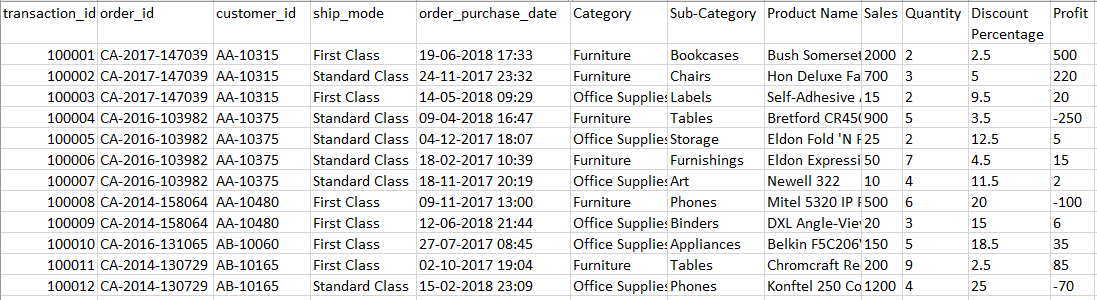 transaction_id order_id customer_id ship_mode order_purchase_date Category Sub-Category Product Name Sales Quantity Discount Percentage Profit
100001 CA-2017-147039 AA-10315 First Class 19-06-2018 17:33 Furniture Bookcases Bush Somerset 2000 2 2.5 500
100002 CA-2017-147039 AA-10315 Standard Class 24-11-2017 23:32 Furniture Chairs Hon Deluxe Fa 700 3 5 220
100003 CA-2017-147039 AA-10315 First Class 14-05-2018 09:29 Office Supplies Labels Self-Adhesive 15 2 9.5 20
100004 CA-2016-103982 AA-10375 Standard Class 09-04-2018 16:47 Furniture Tables Bretford CR450 900 5 3.5 -250
100005 CA-2016-103982 AA-10375 Standard Class 04-12-2017 18:07 Office Supplies Storage Eldon Fold 'N F 25 2 12.5 5
100006 CA-2016-103982 AA-10375 Standard Class 18-02-2017 10:39 Furniture Furnishings Eldon Expressi 50 7 4.5 15
100007 CA-2016-103982 AA-10375 Standard Class 18-11-2017 20:19 Office Supplies Art Newell 322 10 4 11.5 2
100008 CA-2014-158064 AA-10480 First Class 09-11-2017 13:00 Furniture Phones Mitel 5320 IP F 500 6 20 -100
100009 CA-2014-158064 AA-10480 First Class 12-06-2018 21:44 Office Supplies Binders DXL Angle-Vie 20 3 15 6
100010 CA-2016-131065 AB-10060 First Class 27-07-2017 08:45 Office Supplies Appliances Belkin F5C206 150 5 18.5 35
100011 CA-2014-130729 AB-10165 First Class 02-10-2017 19:04 Furniture Tables Chromcraft Re 200 9 2.5 85
100012 CA-2014-130729 AB-10165 Standard Class 15-02-2018 23:09 Office Supplies Phones Konftel 250 Co 1200 4 25 -70